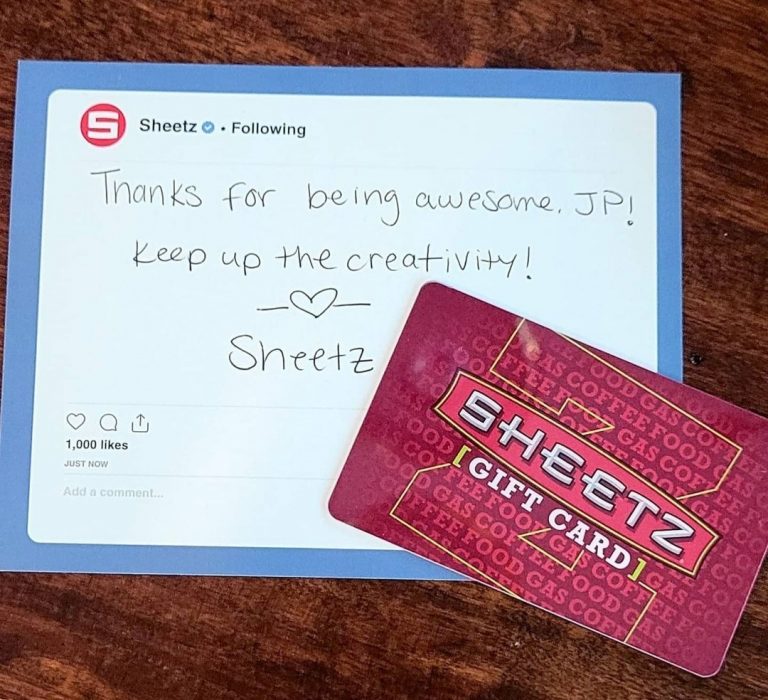 Sheetz • Following
Thanks for being awesome, JP!
Keep up the creativity!
Sheetz
1,000 likes
JUST NOW
Add a comment...
SHEETZ
[GIFT CARD]